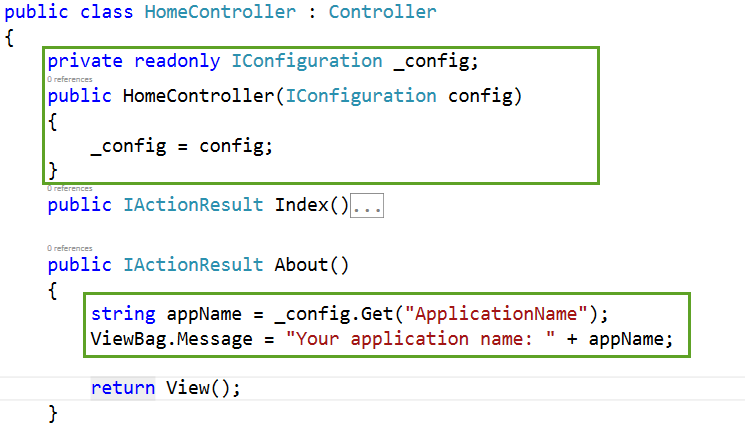 public class HomeController : Controller
{
private readonly IConfiguration _config;
0 references
public HomeController(IConfiguration config)
{
_config = config;
}
0 references
public IActionResult Index()...
0 references
public IActionResult About()
{
string appName = _config.Get("ApplicationName");
ViewBag.Message = "Your application name: " + appName;
return View();
}